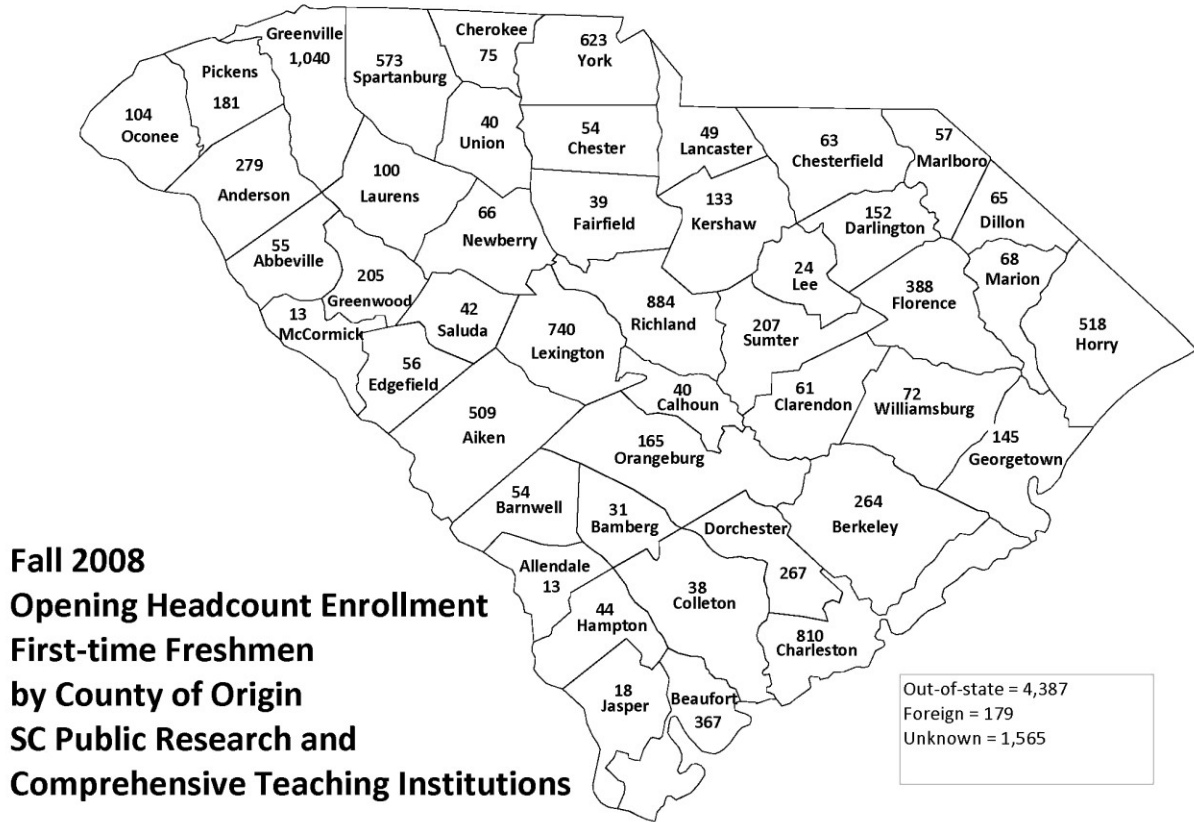 Greenville
1,040
Cherokee
75
623
York
573
Spartanburg
Pickens
181
104
Oconee
40
Union
54
Chester
49
Lancaster
63
Chesterfield
57
Marlboro
279
Anderson
100
Laurens
66
Newberry
39
Fairfield
133
Kershaw
152
Darlington
65
Dillon
55
Abbeville
205
Greenwood
24
Lee
388
Florence
68
Marion
13
McCormick
42
Saluda
740
Lexington
884
Richland
207
Sumter
518
Horry
56
Edgefield
40
Calhoun
61
Clarendon
72
Williamsburg
509
Aiken
165
Orangeburg
145
Georgetown
54
Barnwell
31
Bamberg
Dorchester
267
264
Berkeley
Allendale
13
38
Colleton
44
Hampton
810
Charleston
18
Jasper
Beaufort
367
Fall 2008
Opening Headcount Enrollment
First-time Freshmen
by County of Origin
SC Public Research and
Comprehensive Teaching Institutions
Out-of-state = 4,387
Foreign = 179
Unknown = 1,565